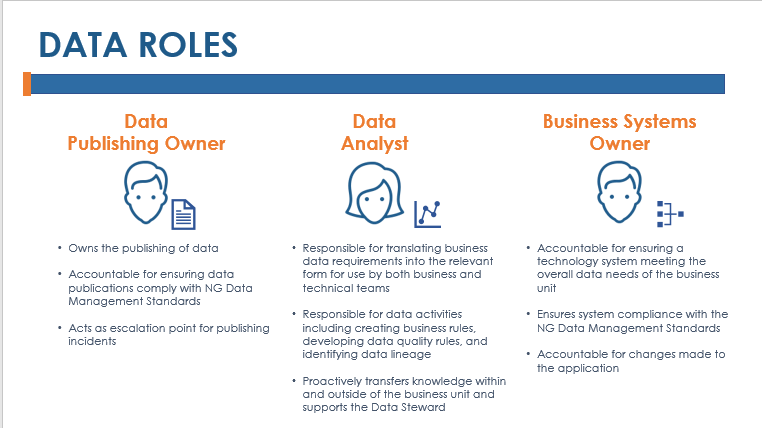 DATA ROLES
Data
Publishing Owner
• Owns the publishing of data
• Accountable for ensuring data
publications comply with NG Data
Management Standards
• Acts as escalation point for publishing
incidents
Data
Analyst
• Responsible for translating business
data requirements into the relevant
form for use by both business and
technical teams
• Responsible for data activities
including creating business rules,
developing data quality rules, and
identifying data lineage
• Proactively transfers knowledge within
and outside of the business unit and
supports the Data Steward
Business Systems
Owner
• Accountable for ensuring a
technology system meeting the
overall data needs of the business
unit
• Ensures system compliance with the
NG Data Management Standards
• Accountable for changes made to
the application